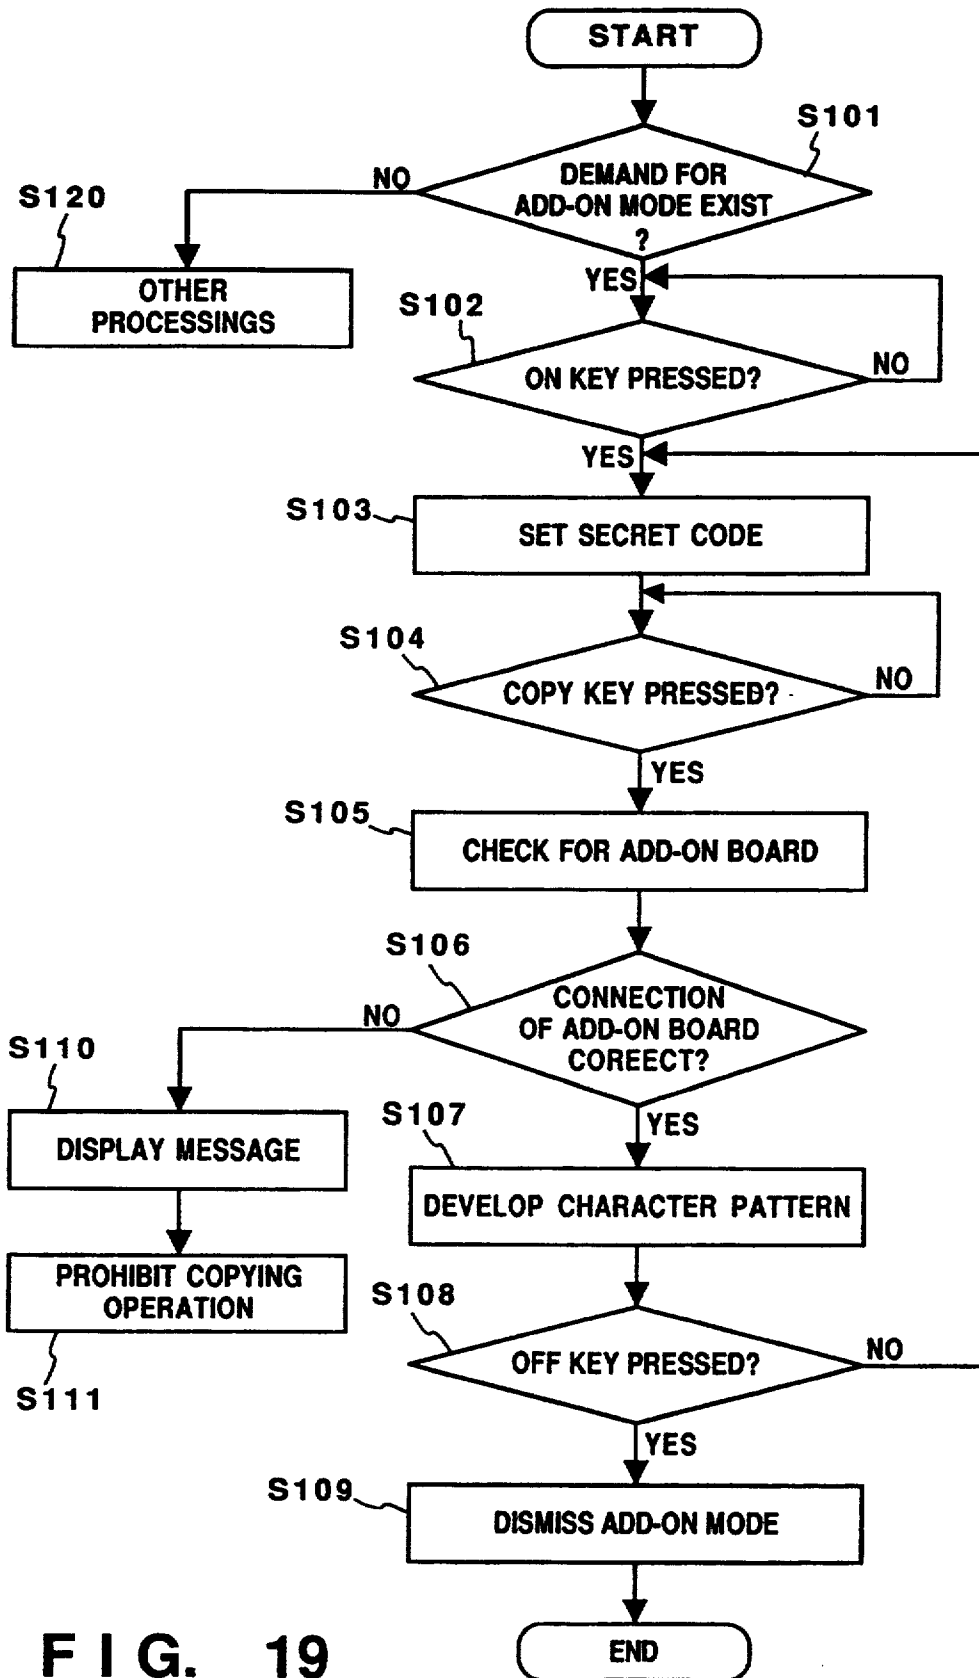 START
S101
DEMAND FOR
ADD-ON MODE EXIST
?
NO
S120
OTHER
PROCESSINGS
YES
S102
ON KEY PRESSED?
NO
YES
S103
SET SECRET CODE
S104
COPY KEY PRESSED?
NO
YES
S105
CHECK FOR ADD-ON BOARD
S106
CONNECTION
OF ADD-ON BOARD
COREECT?
NO
S110
DISPLAY MESSAGE
PROHIBIT COPYING
OPERATION
S111
YES
S107
DEVELOP CHARACTER PATTERN
S108
OFF KEY PRESSED?
NO
YES
S109
DISMISS ADD-ON MODE
END
FIG. 19